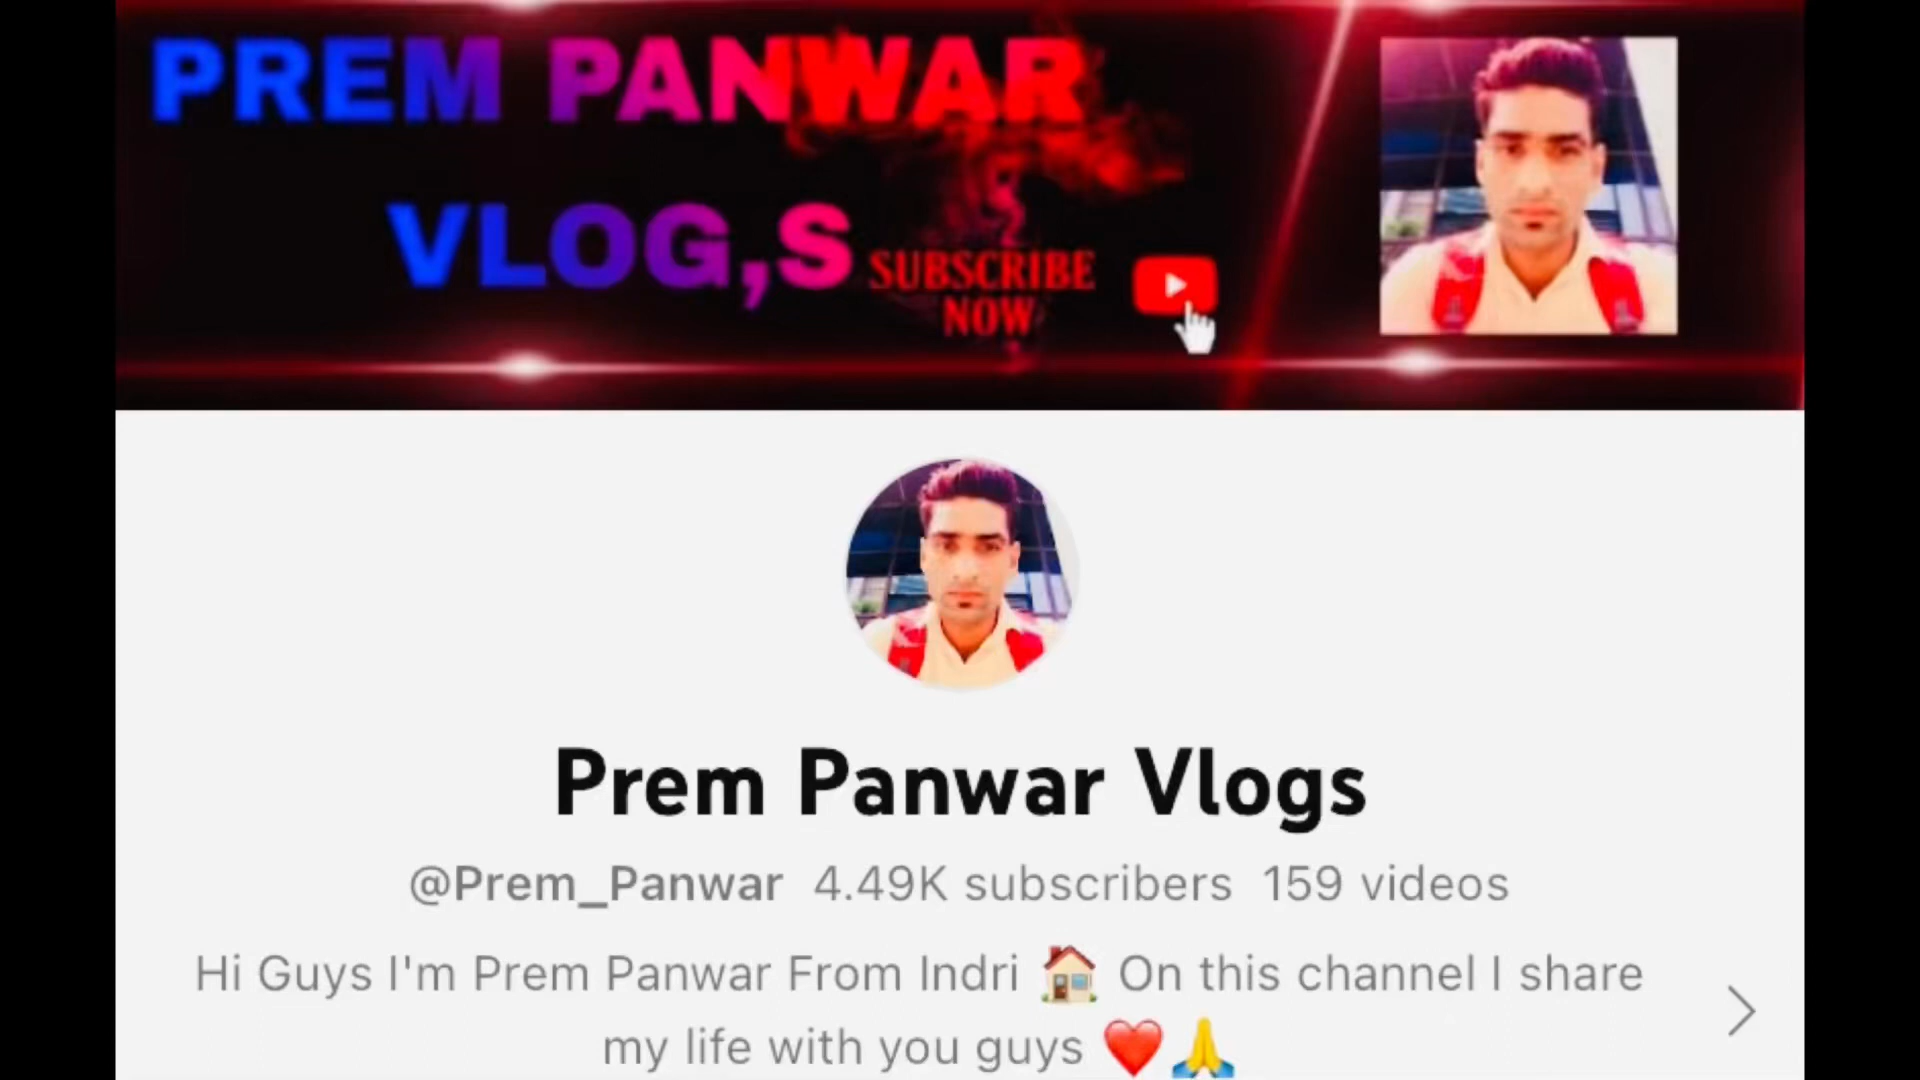 PREM PANWAR
VLOG,S
SUBSCRIBE
NOW
Prem Panwar Vlogs
@Prem_Panwar 4.49K subscribers 159 videos
Hi Guys I'm Prem Panwar From Indri 🏠 On this channel I share
my life with you guys ❤️🙏